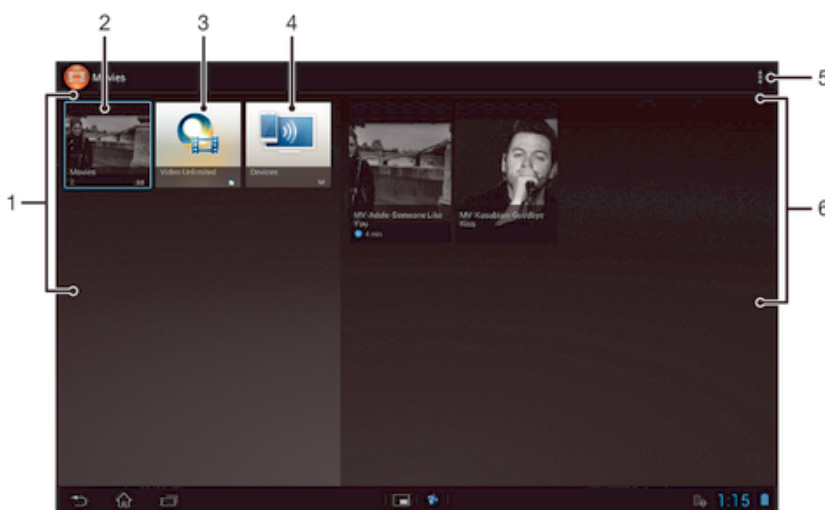 2
3
4
Movies
5
1
6
Movies
2
Video Unlimited
Devices
MV-Adele-Someone Like
You
4 min
MV-Kasabian-Goodbye
Kiss
1:15